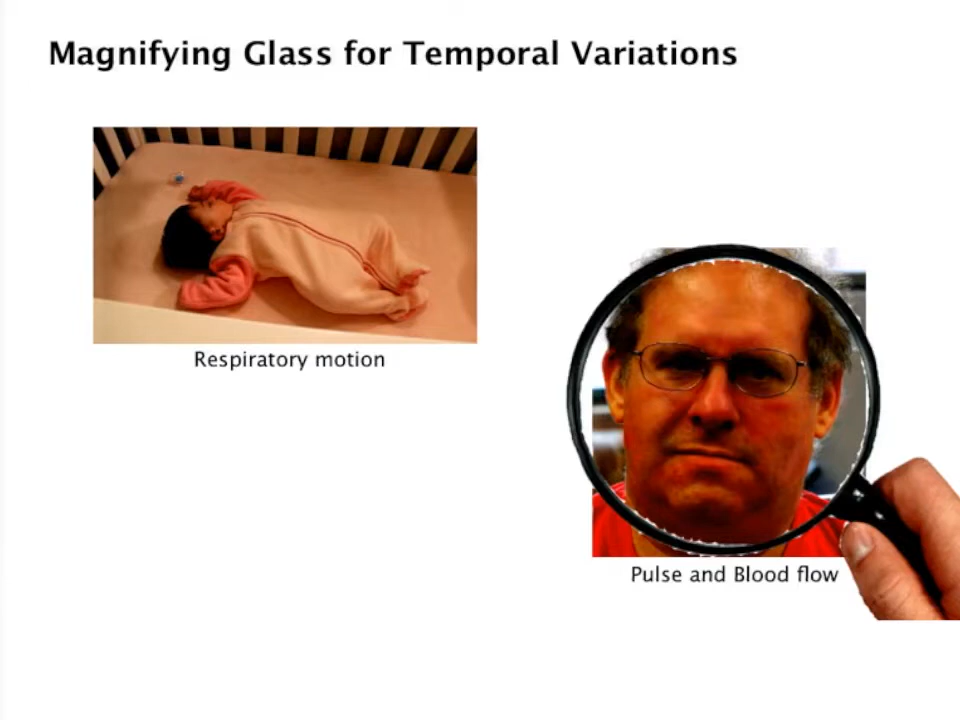 Magnifying Glass for Temporal Variations
Respiratory motion
Pulse and Blood flow